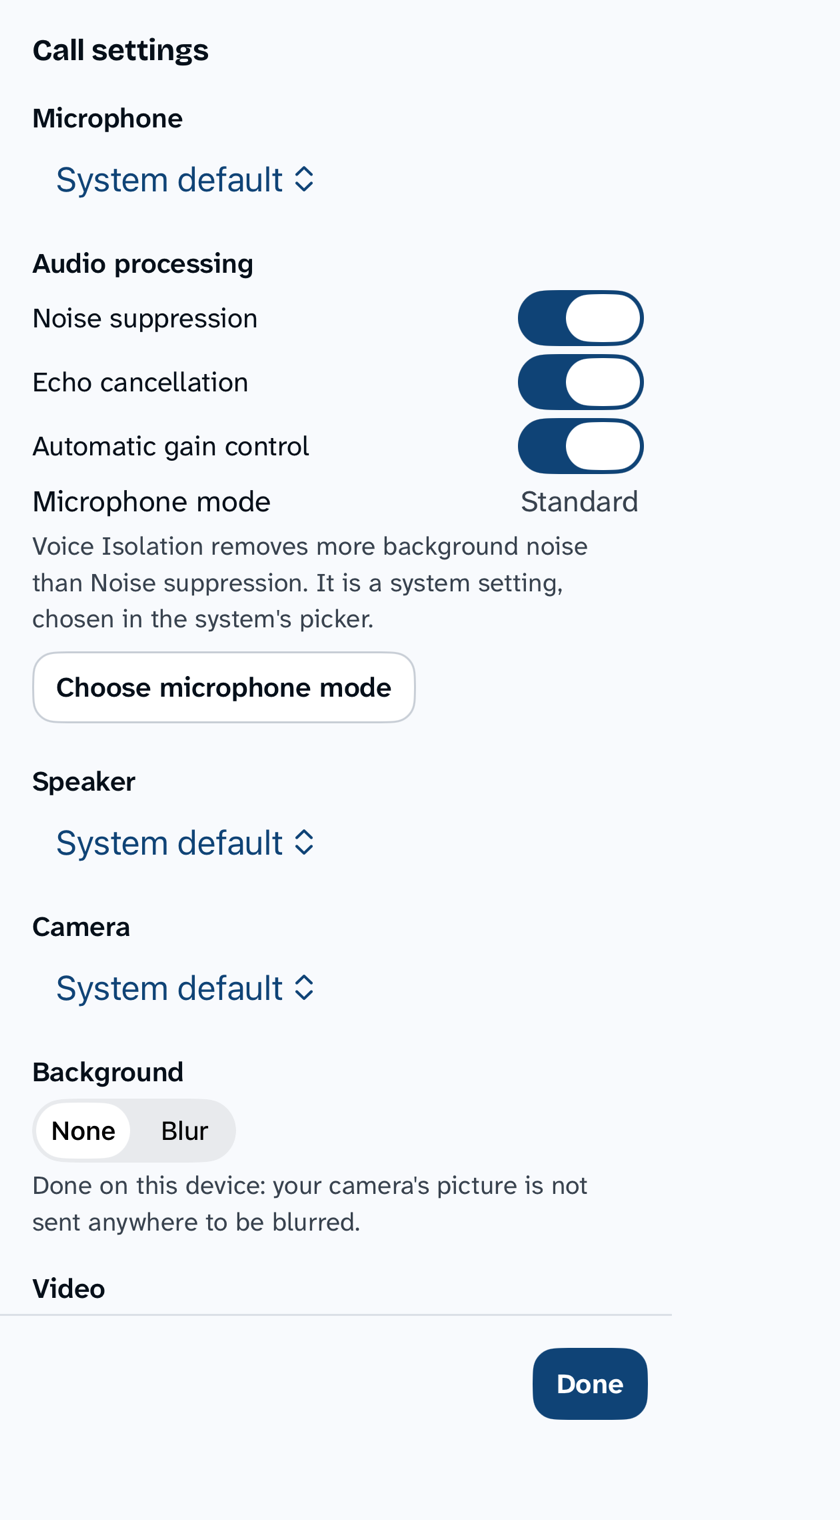 Call settings
Microphone
System default
Audio processing
Noise suppression
Echo cancellation
Automatic gain control
Microphone mode Standard
Voice Isolation removes more background noise
than Noise suppression. It is a system setting,
chosen in the system's picker.
Choose microphone mode
Speaker
System default
Camera
System default
Background
None Blur
Done on this device: your camera's picture is not
sent anywhere to be blurred.
Video
Done